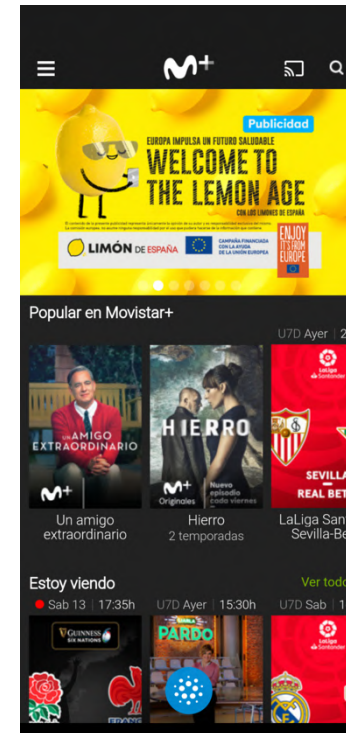 M+
Publicidad
EUROPA IMPULSA UN FUTURO SALUDABLE
WELCOME TO
THE LEMON AGE
CON LOS LIMONES DE ESPAÑA
LIMÓN DE ESPAÑA
CAMPAÑA FINANCIADA
CON LA AYUDA
DE LA UNIÓN EUROPEA
ENJOY
IT'S FROM
EUROPE
Popular en Movistar+
U7D Ayer | 2
UN AMIGO
EXTRAORDINARIO
M+
HIERRO
M+
Originales
Nuevo
episodio
cada viernes
LaLiga
Santander
SEVILLA
REAL BET
Un amigo
extraordinario
Hierro
2 temporadas
LaLiga San
Sevilla-Be
Estoy viendo
Ver todo
Sab 13 | 17:35h
U7D Ayer | 15:30h
U7D Sab | 1
GUINNESS
SIX NATIONS
FRANC
PARDO
LaLiga
Santander